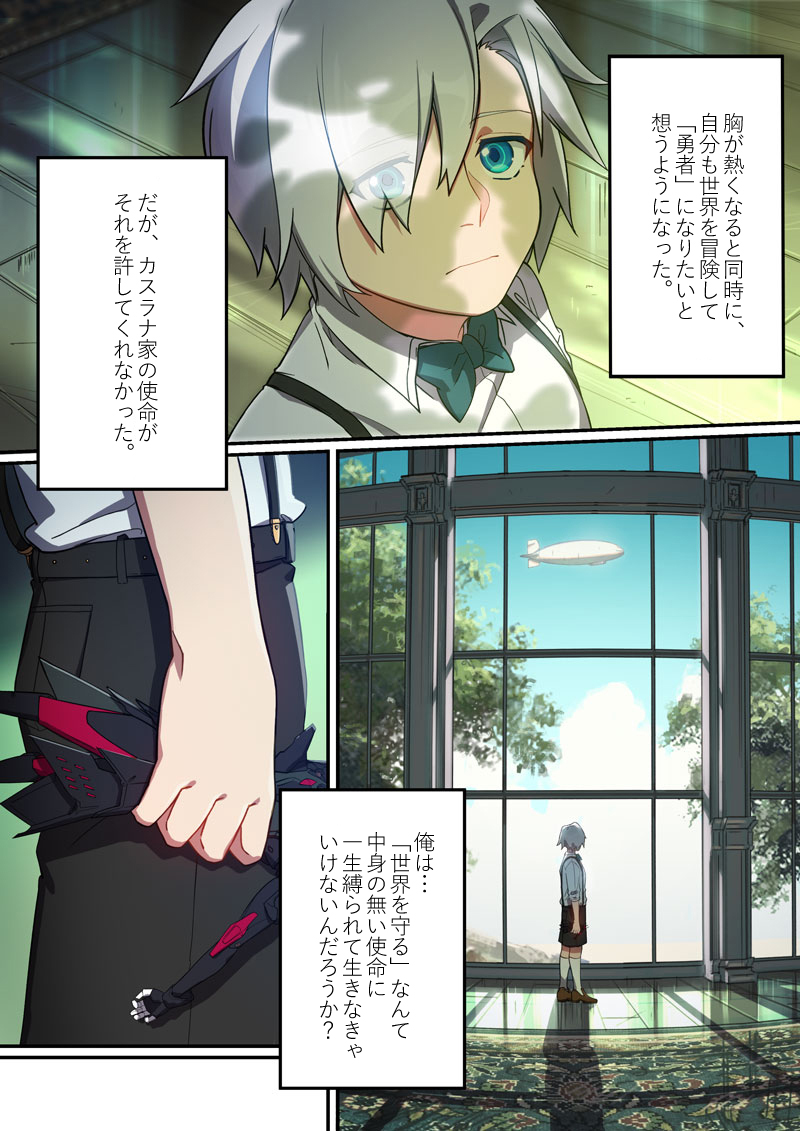 胸が熱くなると同時に、
自分も世界を冒険して
「勇者」になりたいと
想うようになった。
だが、カスラナ家の使命が
それを許してくれなかった。
俺は…
「世界を守る」なんて
中身の無い使命に
一生縛られて生きなきゃ
いけないんだろうか？